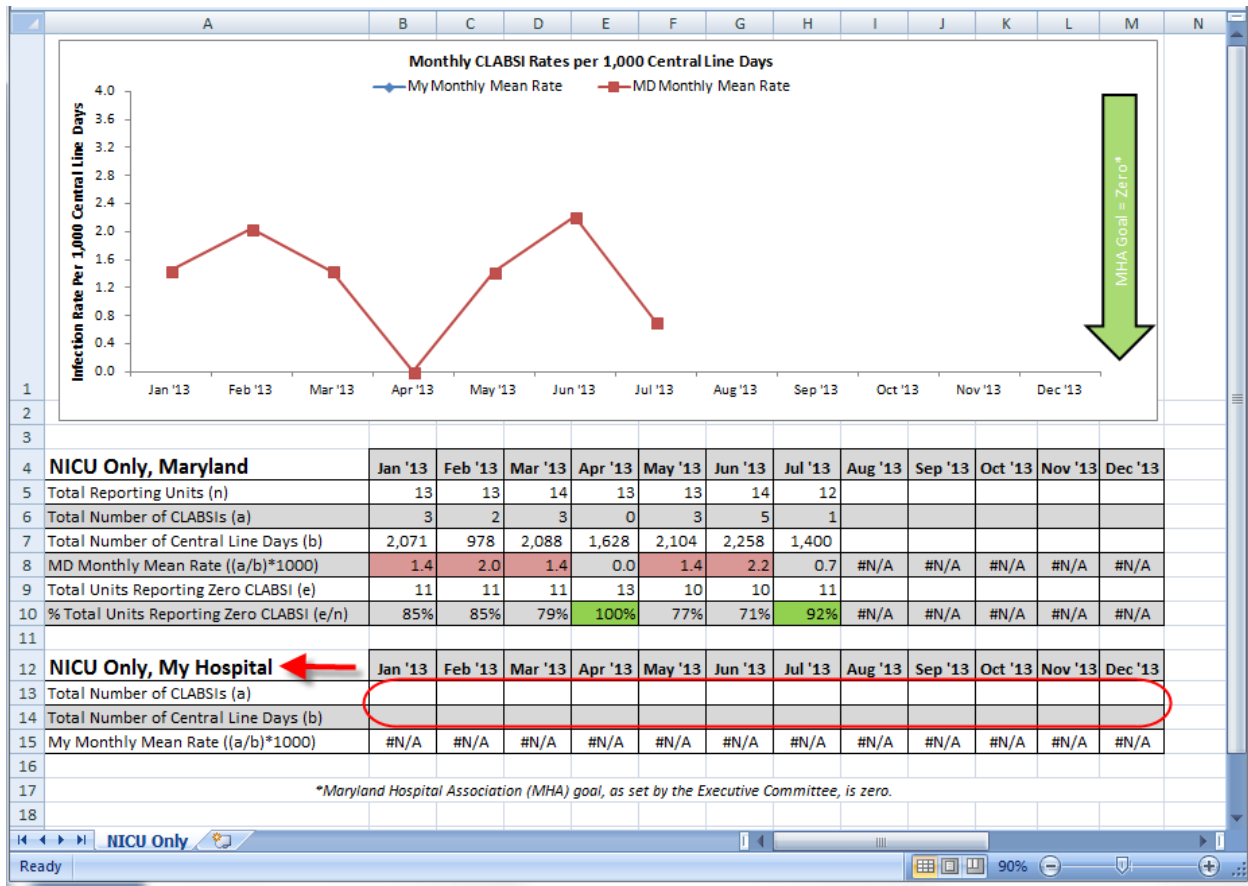 A B C D E F G H I J K L M N
Monthly CLABSI Rates per 1,000 Central Line Days
My Monthly Mean Rate MD Monthly Mean Rate
Infection Rate Per 1,000 Central Line Days
4.0
3.6
3.2
2.8
2.4
2.0
1.6
1.2
0.8
0.4
0.0
MHA Goal = Zero*
Jan '13 Feb '13 Mar '13 Apr '13 May '13 Jun '13 Jul '13 Aug '13 Sep '13 Oct '13 Nov '13 Dec '13
1
2
3
4 NICU Only, Maryland Jan '13 Feb '13 Mar '13 Apr '13 May '13 Jun '13 Jul '13 Aug '13 Sep '13 Oct '13 Nov '13 Dec '13
5 Total Reporting Units (n) 13 13 14 13 13 14 12
6 Total Number of CLABSIs (a) 3 2 3 0 3 5 1
7 Total Number of Central Line Days (b) 2,071 978 2,088 1,628 2,104 2,258 1,400
8 MD Monthly Mean Rate ((a/b)*1000) 1.4 2.0 1.4 0.0 1.4 2.2 0.7 #N/A #N/A #N/A #N/A #N/A
9 Total Units Reporting Zero CLABSI (e) 11 11 11 13 10 10 11
10 % Total Units Reporting Zero CLABSI (e/n) 85% 85% 79% 100% 77% 71% 92% #N/A #N/A #N/A #N/A #N/A
11
12 NICU Only, My Hospital Jan '13 Feb '13 Mar '13 Apr '13 May '13 Jun '13 Jul '13 Aug '13 Sep '13 Oct '13 Nov '13 Dec '13
13 Total Number of CLABSIs (a)
14 Total Number of Central Line Days (b)
15 My Monthly Mean Rate ((a/b)*1000) #N/A #N/A #N/A #N/A #N/A #N/A #N/A #N/A #N/A #N/A #N/A #N/A
16
17 *Maryland Hospital Association (MHA) goal, as set by the Executive Committee, is zero.
18
NICU Only
Ready 90%